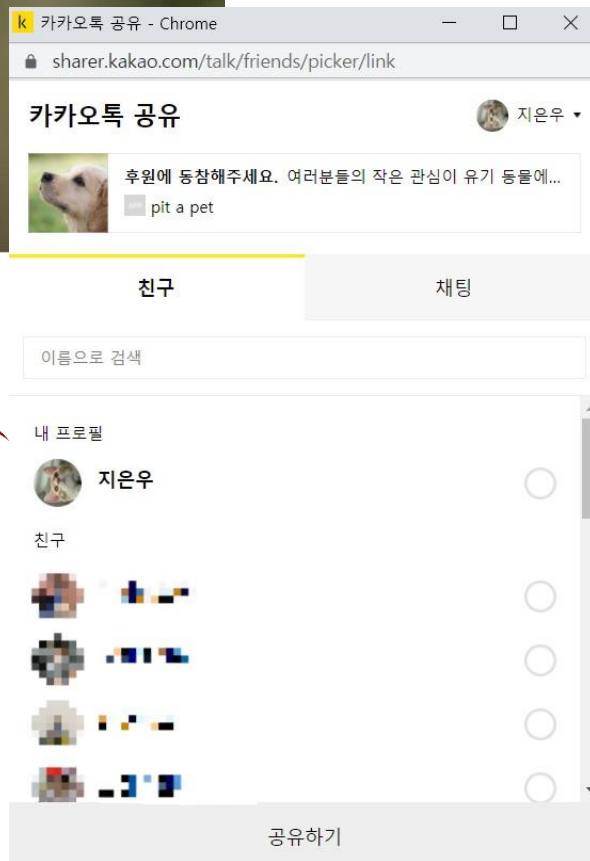 카카오톡 공유 - Chrome
sharer.kakao.com/talk/friends/picker/link
카카오톡 공유
지은우
후원에 동참해주세요. 여러분들의 작은 관심이 유기 동물에...
pit a pet
친구
채팅
이름으로 검색
내 프로필
지은우
친구
공유하기